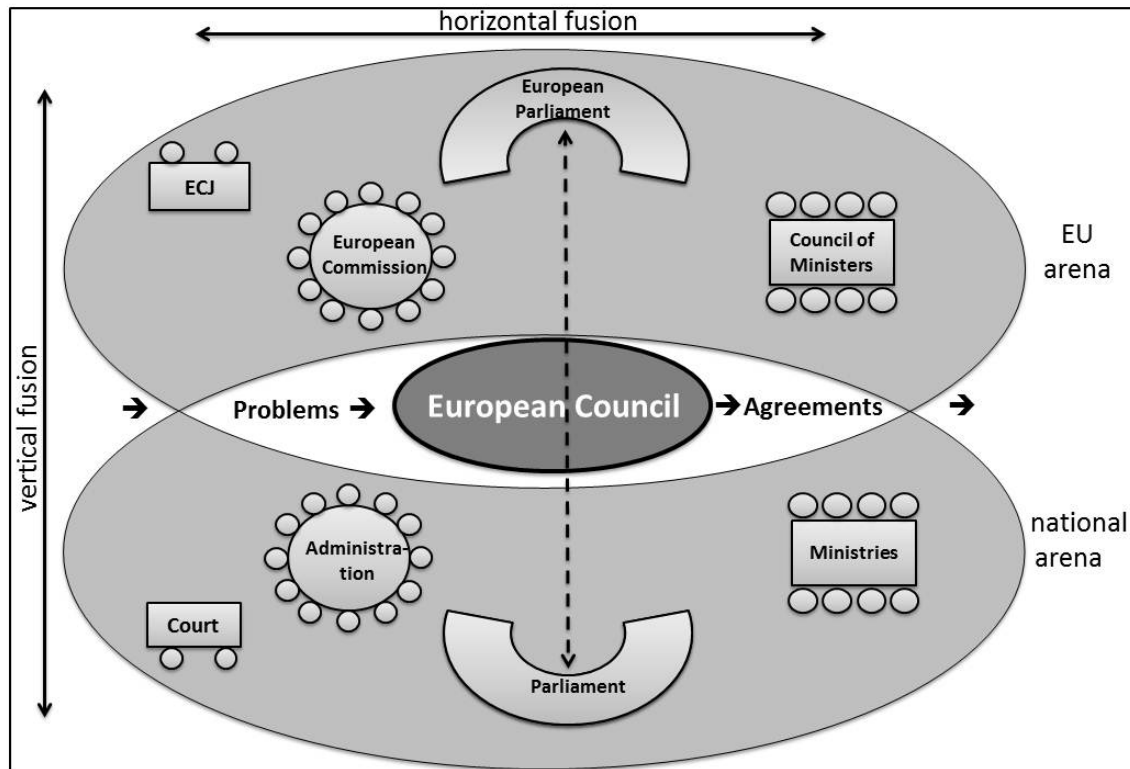 horizontal fusion
European
Parliament
ECJ
European
Commission
Council of
Ministers
EU
arena
vertical fusion
Problems
European Council
Agreements
national
arena
Administra-
tion
Ministries
Court
Parliament